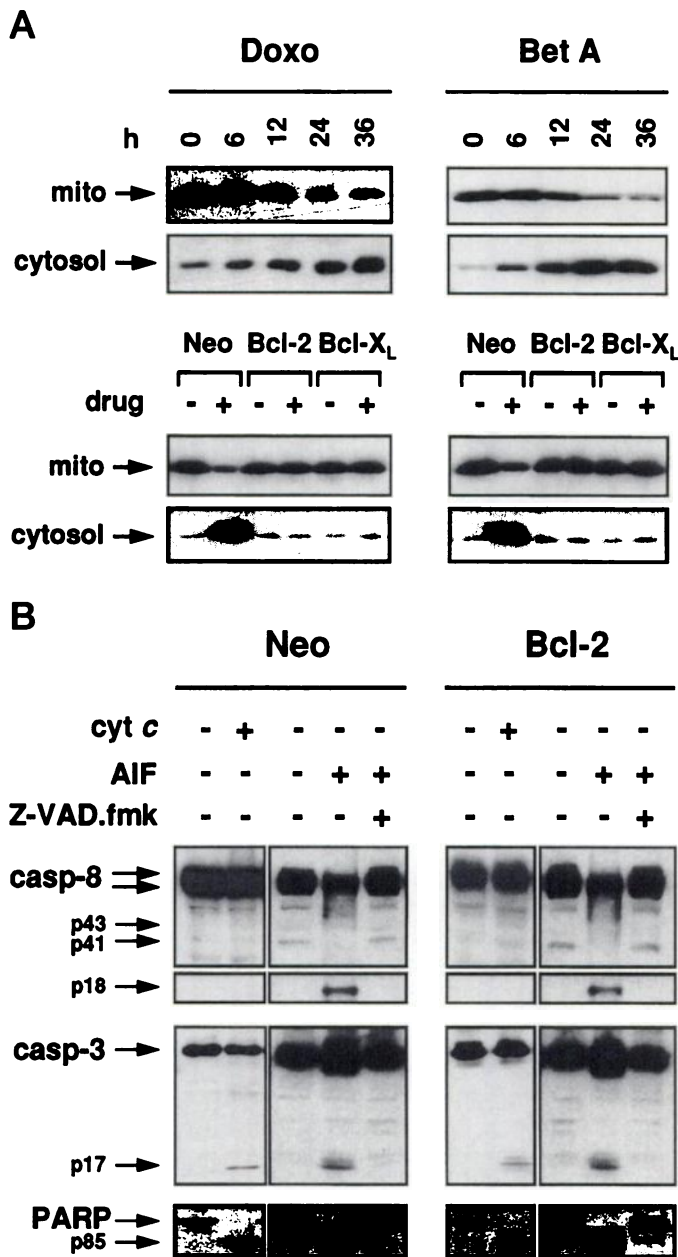 A
Doxo Bet A
h 0 6 12 24 36 0 6 12 24 36
mito
cytosol
Neo Bcl-2 Bcl-XL Neo Bcl-2 Bcl-XL
drug - + - + - + - + - + - +
mito
cytosol
B
Neo Bcl-2
cyt c - + - - - - + - - -
AIF - - - + + - - - + +
Z-VAD.fmk - - - - + - - - - +
casp-8
p43
p41
p18
casp-3
p17
PARP
p85